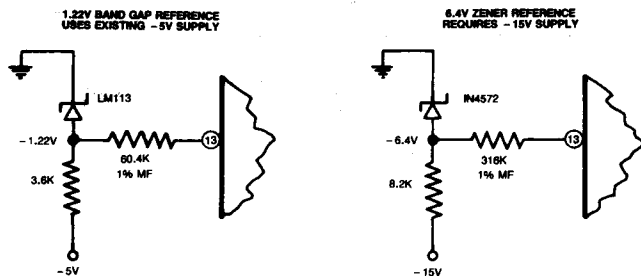 1.22V BAND GAP REFERENCE
USES EXISTING -5V SUPPLY
LM113
-1.22V
13
60.4K
1% MF
3.6K
-5V
6.4V ZENER REFERENCE
REQUIRES -15V SUPPLY
IN4572
-6.4V
13
316K
1% MF
8.2K
-15V